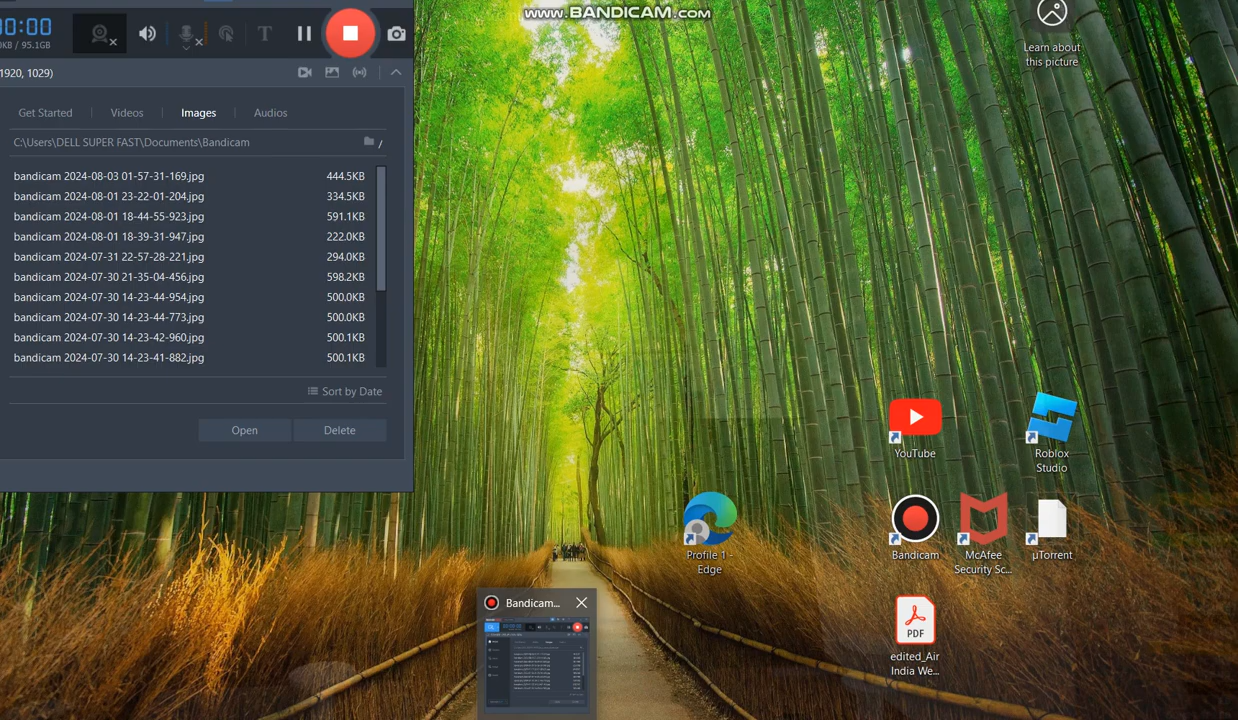 www.BANDICAM.com
00:00
0KB / 95.1GB
1920, 1029)
Get Started
Videos
Images
Audios
C:\Users\DELL SUPER FAST\Documents\Bandicam
bandicam 2024-08-03 01-57-31-169.jpg 444.5KB
bandicam 2024-08-01 23-22-01-204.jpg 334.5KB
bandicam 2024-08-01 18-44-55-923.jpg 591.1KB
bandicam 2024-08-01 18-39-31-947.jpg 222.0KB
bandicam 2024-07-31 22-57-28-221.jpg 294.0KB
bandicam 2024-07-30 21-35-04-456.jpg 598.2KB
bandicam 2024-07-30 14-23-44-954.jpg 500.0KB
bandicam 2024-07-30 14-23-44-773.jpg 500.0KB
bandicam 2024-07-30 14-23-42-960.jpg 500.1KB
bandicam 2024-07-30 14-23-41-882.jpg 500.1KB
Sort by Date
Open
Delete
Learn about
this picture
YouTube
Roblox
Studio
Profile 1 -
Edge
Bandicam
McAfee
Security Sc...
µTorrent
PDF
edited_Air
India We...
Bandicam...